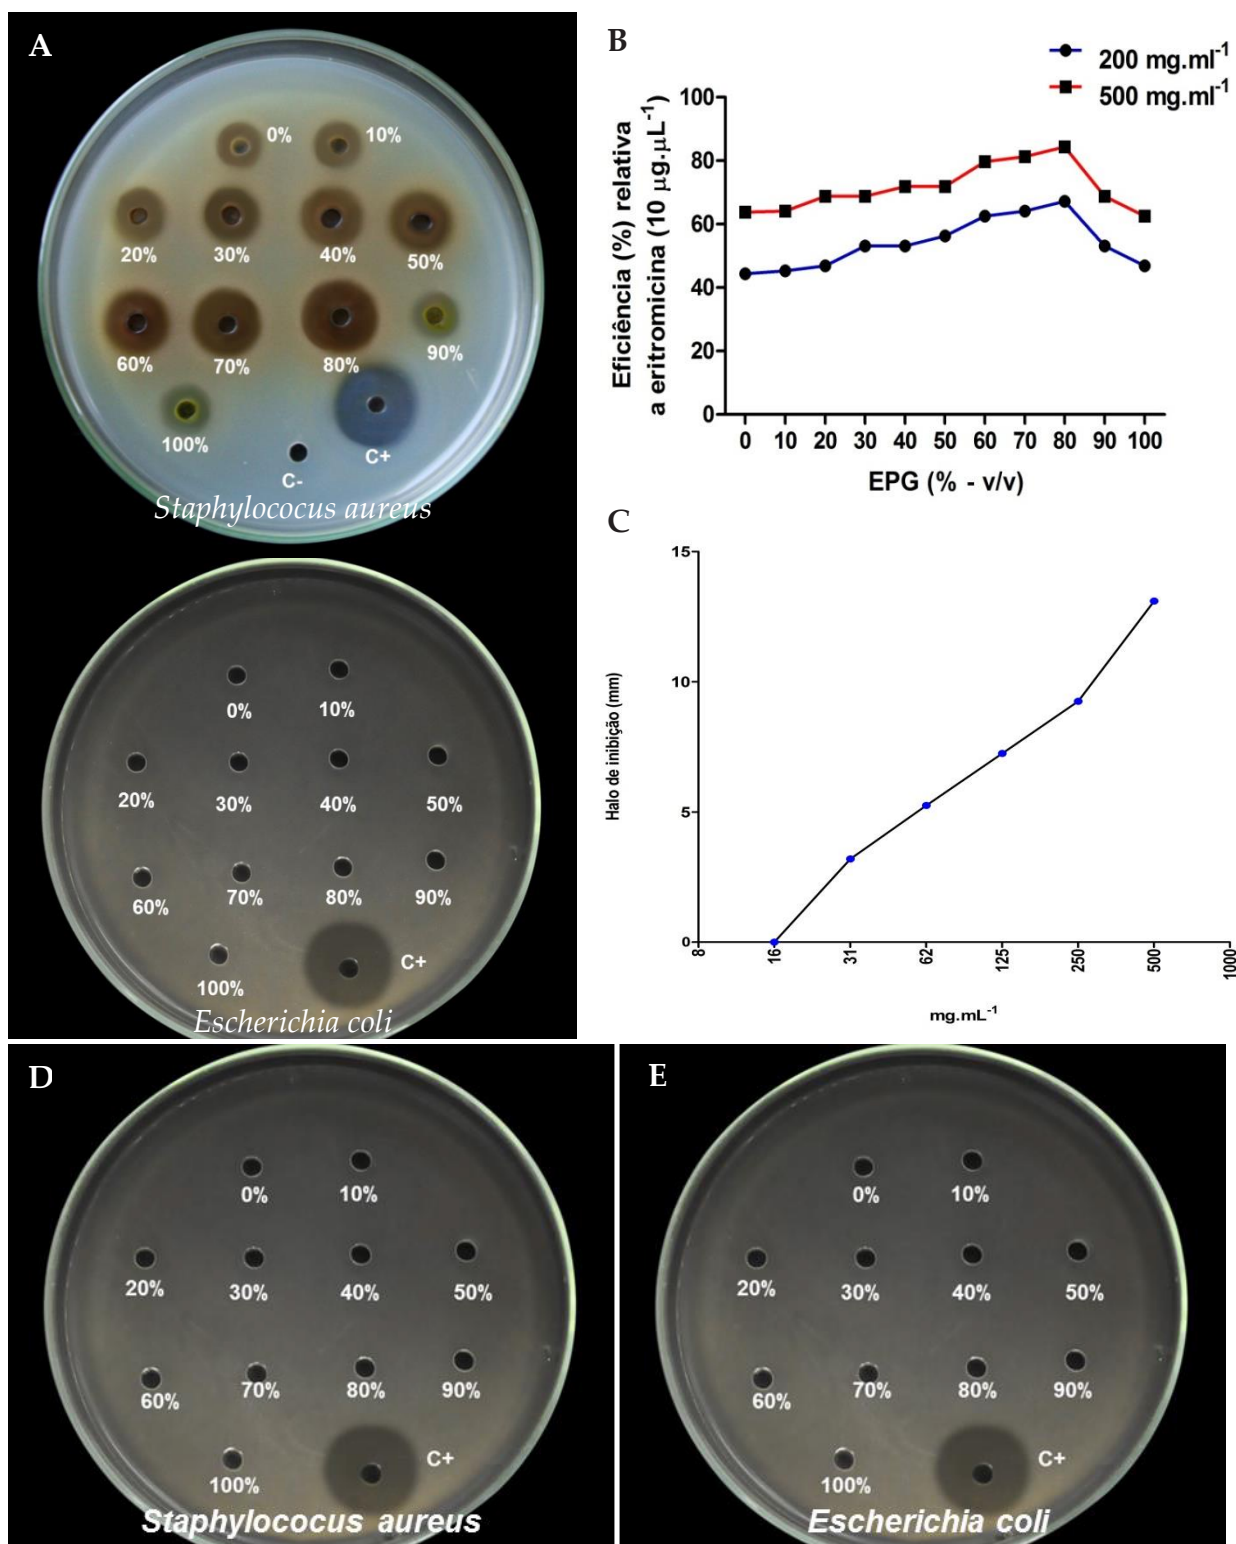 A
0%
10%
20%
30%
40%
50%
60%
70%
80%
90%
100%
C-
C+
Staphylococus aureus
0%
10%
20%
30%
40%
50%
60%
70%
80%
90%
100%
C+
Escherichia coli
B
200 mg.ml⁻¹
500 mg.ml⁻¹
Eficiência (%) relativa
a eritromicina (10 µg.µL⁻¹)
100
80
60
40
20
0
0 10 20 30 40 50 60 70 80 90 100
EPG (% - v/v)
C
Halo de inibição (mm)
15
10
5
0
8 16 31 62 125 250 500 1000
mg.mL⁻¹
D
0%
10%
20%
30%
40%
50%
60%
70%
80%
90%
100%
C+
Staphylococus aureus
E
0%
10%
20%
30%
40%
50%
60%
70%
80%
90%
100%
C+
Escherichia coli